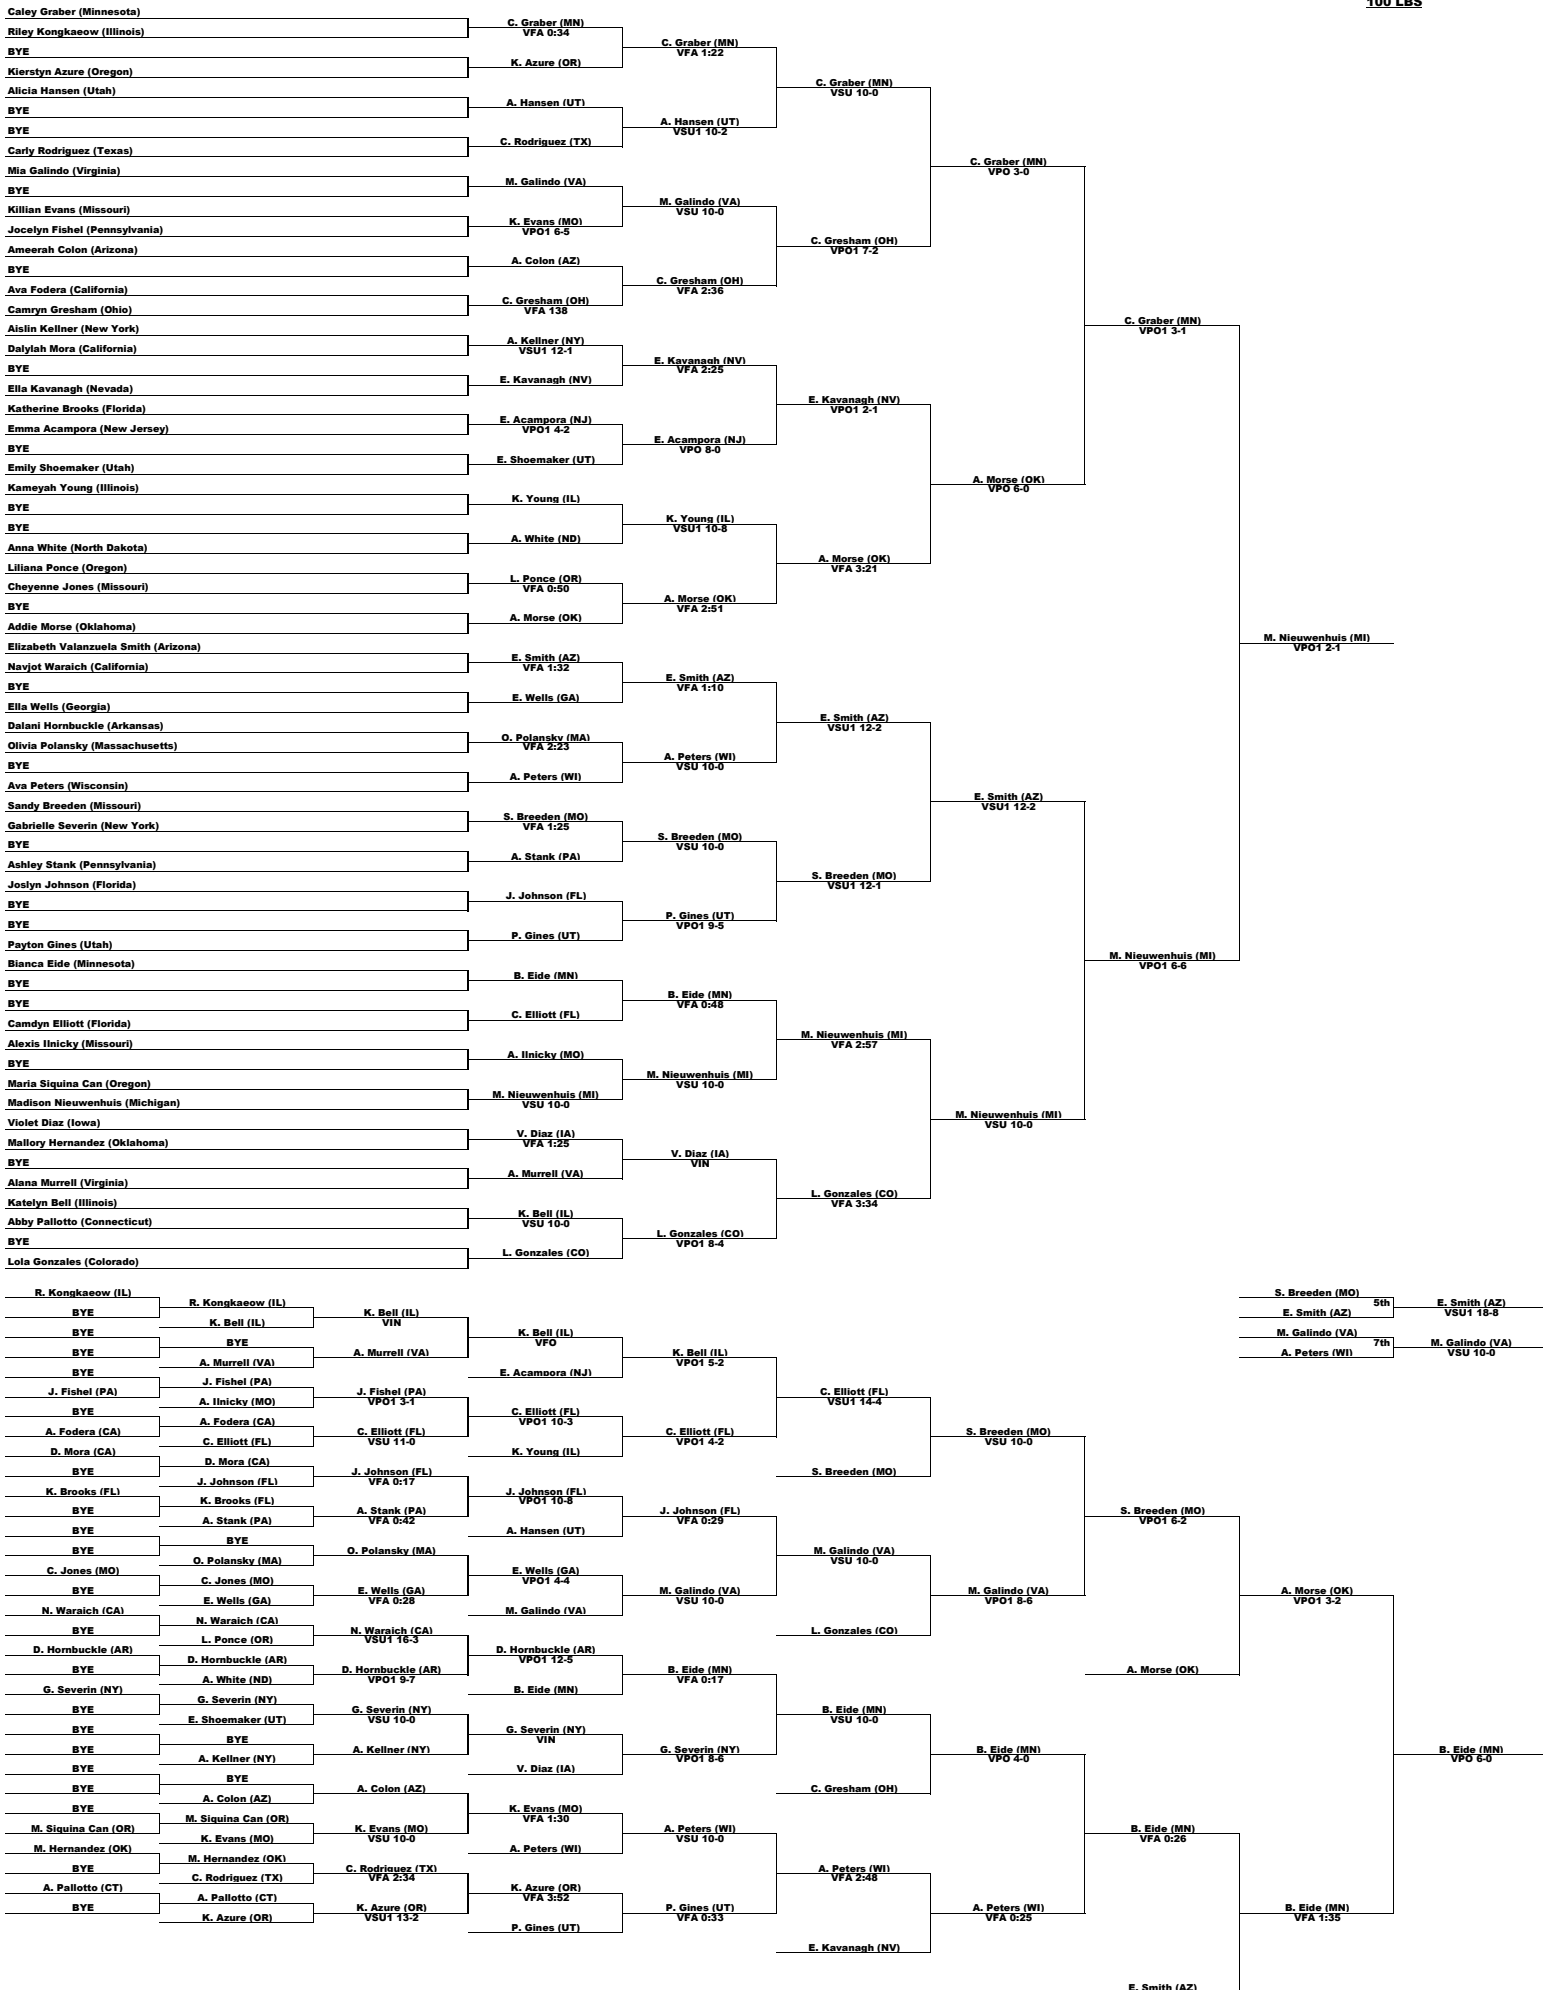 100 LBS
Caley Graber (Minnesota)
Riley Kongkaeow (Illinois)
BYE
Kierstyn Azure (Oregon)
Alicia Hansen (Utah)
BYE
BYE
Carly Rodriguez (Texas)
Mia Galindo (Virginia)
BYE
Killian Evans (Missouri)
Jocelyn Fishel (Pennsylvania)
Ameerah Colon (Arizona)
BYE
Ava Fodera (California)
Camryn Gresham (Ohio)
Aislin Kellner (New York)
Dalylah Mora (California)
BYE
Ella Kavanagh (Nevada)
Katherine Brooks (Florida)
Emma Acampora (New Jersey)
BYE
Emily Shoemaker (Utah)
Kameyah Young (Illinois)
BYE
BYE
Anna White (North Dakota)
Liliana Ponce (Oregon)
Cheyenne Jones (Missouri)
BYE
Addie Morse (Oklahoma)
Elizabeth Valanzuela Smith (Arizona)
Navjot Waraich (California)
BYE
Ella Wells (Georgia)
Dalani Hornbuckle (Arkansas)
Olivia Polansky (Massachusetts)
BYE
Ava Peters (Wisconsin)
Sandy Breeden (Missouri)
Gabrielle Severin (New York)
BYE
Ashley Stank (Pennsylvania)
Joslyn Johnson (Florida)
BYE
BYE
Payton Gines (Utah)
Bianca Eide (Minnesota)
BYE
BYE
Camdyn Elliott (Florida)
Alexis Ilnicky (Missouri)
BYE
Maria Siquina Can (Oregon)
Madison Nieuwenhuis (Michigan)
Violet Diaz (Iowa)
Mallory Hernandez (Oklahoma)
BYE
Alana Murrell (Virginia)
Katelyn Bell (Illinois)
Abby Pallotto (Connecticut)
BYE
Lola Gonzales (Colorado)
C. Graber (MN)
VFA 0:34
K. Azure (OR)
A. Hansen (UT)
C. Rodriguez (TX)
M. Galindo (VA)
K. Evans (MO)
VPO1 6-5
A. Colon (AZ)
C. Gresham (OH)
VFA 138
A. Kellner (NY)
VSU1 12-1
E. Kavanagh (NV)
E. Acampora (NJ)
VPO1 4-2
E. Shoemaker (UT)
K. Young (IL)
A. White (ND)
L. Ponce (OR)
VFA 0:50
A. Morse (OK)
E. Smith (AZ)
VFA 1:32
E. Wells (GA)
O. Polansky (MA)
VFA 2:23
A. Peters (WI)
S. Breeden (MO)
VFA 1:25
A. Stank (PA)
J. Johnson (FL)
P. Gines (UT)
B. Eide (MN)
C. Elliott (FL)
A. Ilnicky (MO)
M. Nieuwenhuis (MI)
VSU 10-0
V. Diaz (IA)
VFA 1:25
A. Murrell (VA)
K. Bell (IL)
VSU 10-0
L. Gonzales (CO)
C. Graber (MN)
VFA 1:22
A. Hansen (UT)
VSU1 10-2
M. Galindo (VA)
VSU 10-0
C. Gresham (OH)
VFA 2:36
E. Kavanagh (NV)
VFA 2:25
E. Acampora (NJ)
VPO 8-0
K. Young (IL)
VSU1 10-8
A. Morse (OK)
VFA 2:51
E. Smith (AZ)
VFA 1:10
A. Peters (WI)
VSU 10-0
S. Breeden (MO)
VSU 10-0
P. Gines (UT)
VPO1 9-5
B. Eide (MN)
VFA 0:48
M. Nieuwenhuis (MI)
VSU 10-0
V. Diaz (IA)
VIN
L. Gonzales (CO)
VPO1 8-4
C. Graber (MN)
VSU 10-0
C. Gresham (OH)
VPO1 7-2
E. Kavanagh (NV)
VPO1 2-1
A. Morse (OK)
VFA 3:21
E. Smith (AZ)
VSU1 12-2
S. Breeden (MO)
VSU1 12-1
M. Nieuwenhuis (MI)
VFA 2:57
L. Gonzales (CO)
VFA 3:34
C. Graber (MN)
VPO 3-0
A. Morse (OK)
VPO 6-0
E. Smith (AZ)
VSU1 12-2
M. Nieuwenhuis (MI)
VSU 10-0
C. Graber (MN)
VPO1 3-1
M. Nieuwenhuis (MI)
VPO1 6-6
M. Nieuwenhuis (MI)
VPO1 2-1
R. Kongkaeow (IL)
BYE
BYE
BYE
BYE
J. Fishel (PA)
BYE
A. Fodera (CA)
D. Mora (CA)
BYE
K. Brooks (FL)
BYE
BYE
BYE
C. Jones (MO)
BYE
N. Waraich (CA)
BYE
D. Hornbuckle (AR)
BYE
G. Severin (NY)
BYE
BYE
BYE
BYE
BYE
BYE
M. Siquina Can (OR)
M. Hernandez (OK)
BYE
A. Pallotto (CT)
BYE
R. Kongkaeow (IL)
K. Bell (IL)
BYE
A. Murrell (VA)
J. Fishel (PA)
A. Ilnicky (MO)
A. Fodera (CA)
C. Elliott (FL)
D. Mora (CA)
J. Johnson (FL)
K. Brooks (FL)
A. Stank (PA)
BYE
O. Polansky (MA)
C. Jones (MO)
E. Wells (GA)
N. Waraich (CA)
L. Ponce (OR)
D. Hornbuckle (AR)
A. White (ND)
G. Severin (NY)
E. Shoemaker (UT)
BYE
A. Kellner (NY)
BYE
A. Colon (AZ)
M. Siquina Can (OR)
K. Evans (MO)
M. Hernandez (OK)
C. Rodriguez (TX)
A. Pallotto (CT)
K. Azure (OR)
K. Bell (IL)
VIN
A. Murrell (VA)
J. Fishel (PA)
VPO1 3-1
C. Elliott (FL)
VSU 11-0
J. Johnson (FL)
VFA 0:17
A. Stank (PA)
VFA 0:42
O. Polansky (MA)
E. Wells (GA)
VFA 0:28
N. Waraich (CA)
VSU1 16-3
D. Hornbuckle (AR)
VPO1 9-7
G. Severin (NY)
VSU 10-0
A. Kellner (NY)
A. Colon (AZ)
K. Evans (MO)
VSU 10-0
C. Rodriguez (TX)
VFA 2:34
K. Azure (OR)
VSU1 13-2
K. Bell (IL)
VFO
E. Acampora (NJ)
C. Elliott (FL)
VPO1 10-3
K. Young (IL)
J. Johnson (FL)
VPO1 10-8
A. Hansen (UT)
E. Wells (GA)
VPO1 4-4
M. Galindo (VA)
D. Hornbuckle (AR)
VPO1 12-5
B. Eide (MN)
G. Severin (NY)
VIN
V. Diaz (IA)
K. Evans (MO)
VFA 1:30
A. Peters (WI)
K. Azure (OR)
VFA 3:52
P. Gines (UT)
K. Bell (IL)
VPO1 5-2
C. Elliott (FL)
VPO1 4-2
J. Johnson (FL)
VFA 0:29
M. Galindo (VA)
VSU 10-0
B. Eide (MN)
VFA 0:17
G. Severin (NY)
VPO1 8-6
A. Peters (WI)
VSU 10-0
P. Gines (UT)
VFA 0:33
C. Elliott (FL)
VSU1 14-4
S. Breeden (MO)
M. Galindo (VA)
VSU 10-0
L. Gonzales (CO)
B. Eide (MN)
VSU 10-0
C. Gresham (OH)
A. Peters (WI)
VFA 2:48
E. Kavanagh (NV)
S. Breeden (MO)
VSU 10-0
M. Galindo (VA)
VPO1 8-6
B. Eide (MN)
VPO 4-0
A. Peters (WI)
VFA 0:25
S. Breeden (MO)
VPO1 6-2
A. Morse (OK)
B. Eide (MN)
VFA 0:26
E. Smith (AZ)
A. Morse (OK)
VPO1 3-2
B. Eide (MN)
VFA 1:35
B. Eide (MN)
VPO 6-0
S. Breeden (MO)
5th
E. Smith (AZ)
E. Smith (AZ)
VSU1 18-8
M. Galindo (VA)
7th
A. Peters (WI)
M. Galindo (VA)
VSU 10-0